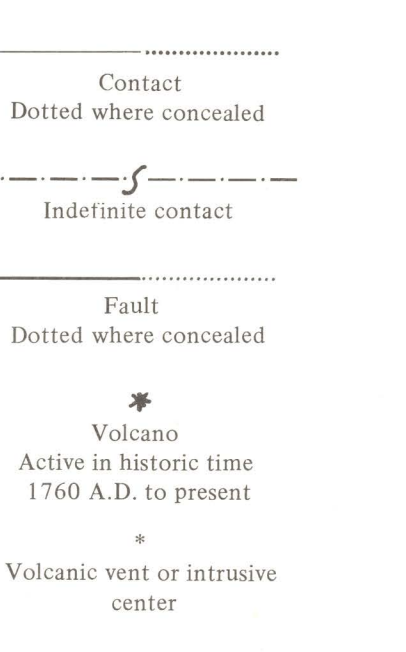 Contact
Dotted where concealed
Indefinite contact
Fault
Dotted where concealed
Volcano
Active in historic time
1760 A.D. to present
*
Volcanic vent or intrusive
center